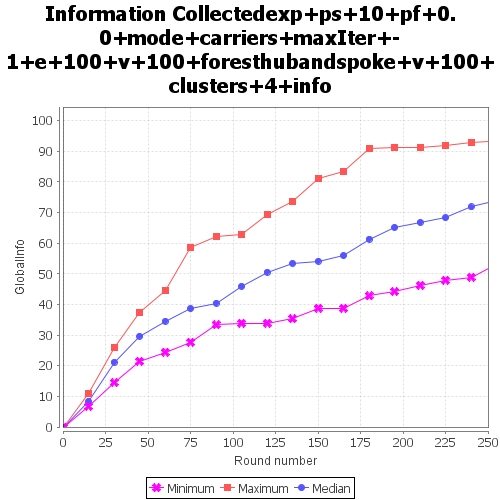 Information Collectedexp+ps+10+pf+0.
0+mode+carriers+maxIter+-
1+e+100+v+100+foresthubandspoke+v+100+
clusters+4+info
GlobalInfo
100
90
80
70
60
50
40
30
20
10
0
0 25 50 75 100 125 150 175 200 225 250
Round number
Minimum Maximum Median